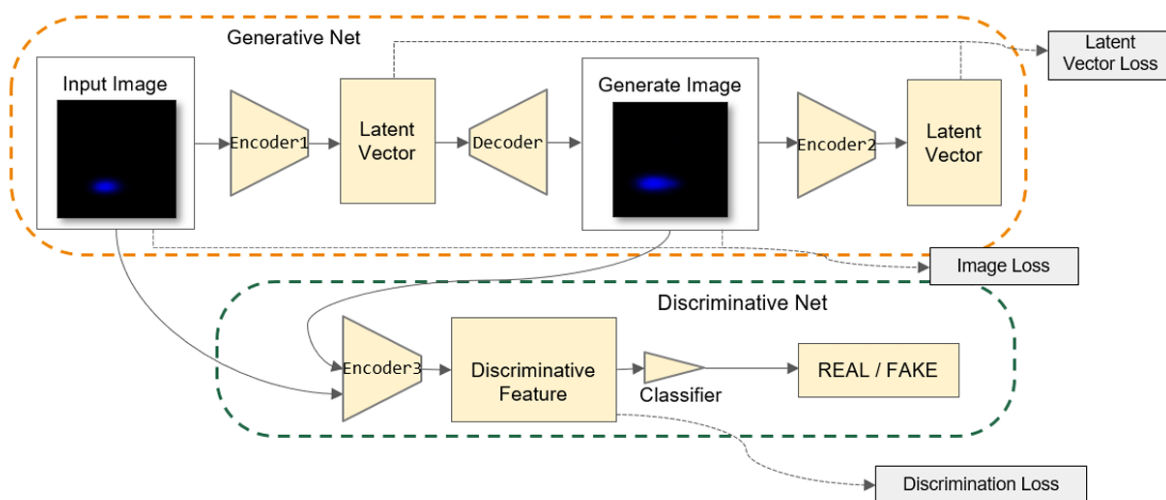 Generative Net
Latent
Vector Loss
Input Image
Generate Image
Encoder1
Latent
Vector
Decoder
Encoder2
Latent
Vector
Image Loss
Discriminative Net
Encoder3
Discriminative
Feature
Classifier
REAL / FAKE
Discrimination Loss